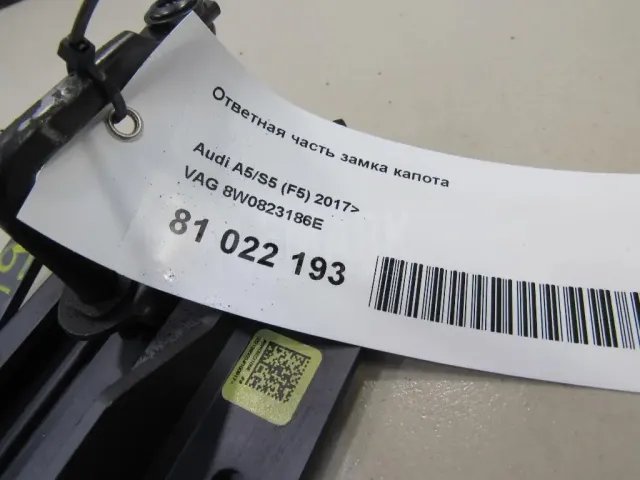 Ответная часть замка капота
Audi A5/S5 (F5) 2017>
VAG 8W0823186E
81 022 193